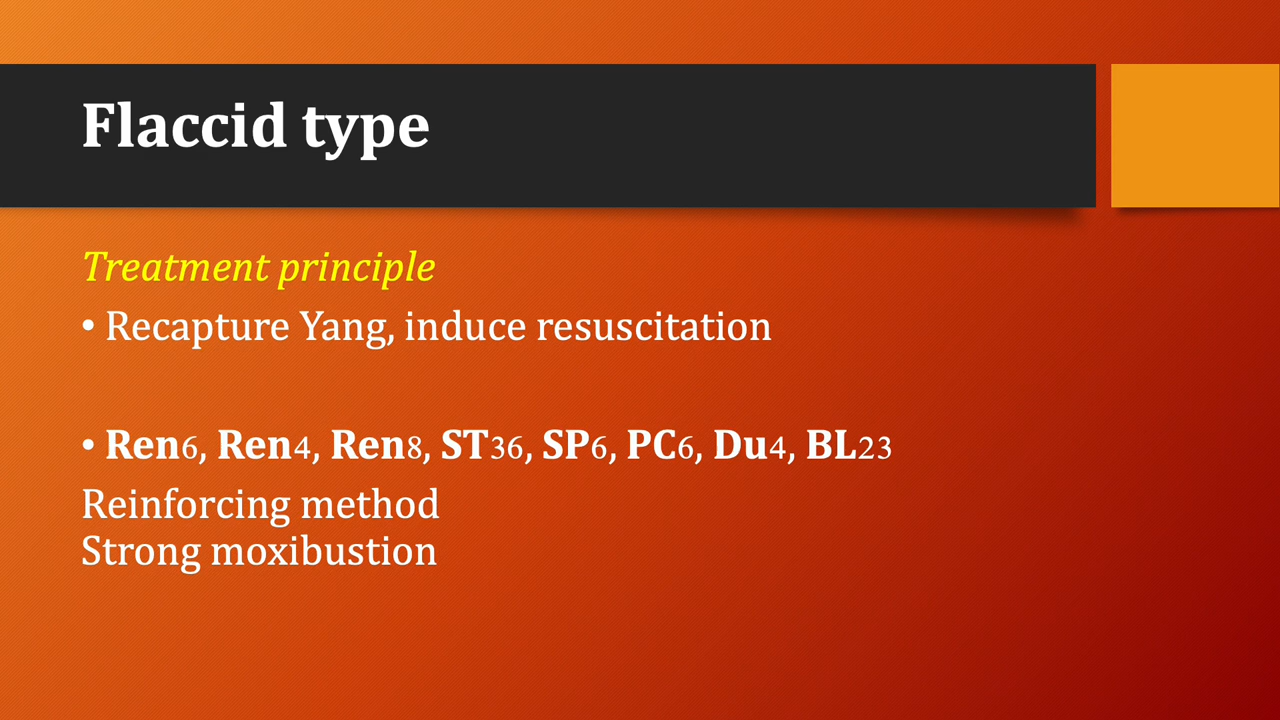 Flaccid type
Treatment principle
• Recapture Yang, induce resuscitation
• Ren6, Ren4, Ren8, ST36, SP6, PC6, Du4, BL23
Reinforcing method
Strong moxibustion